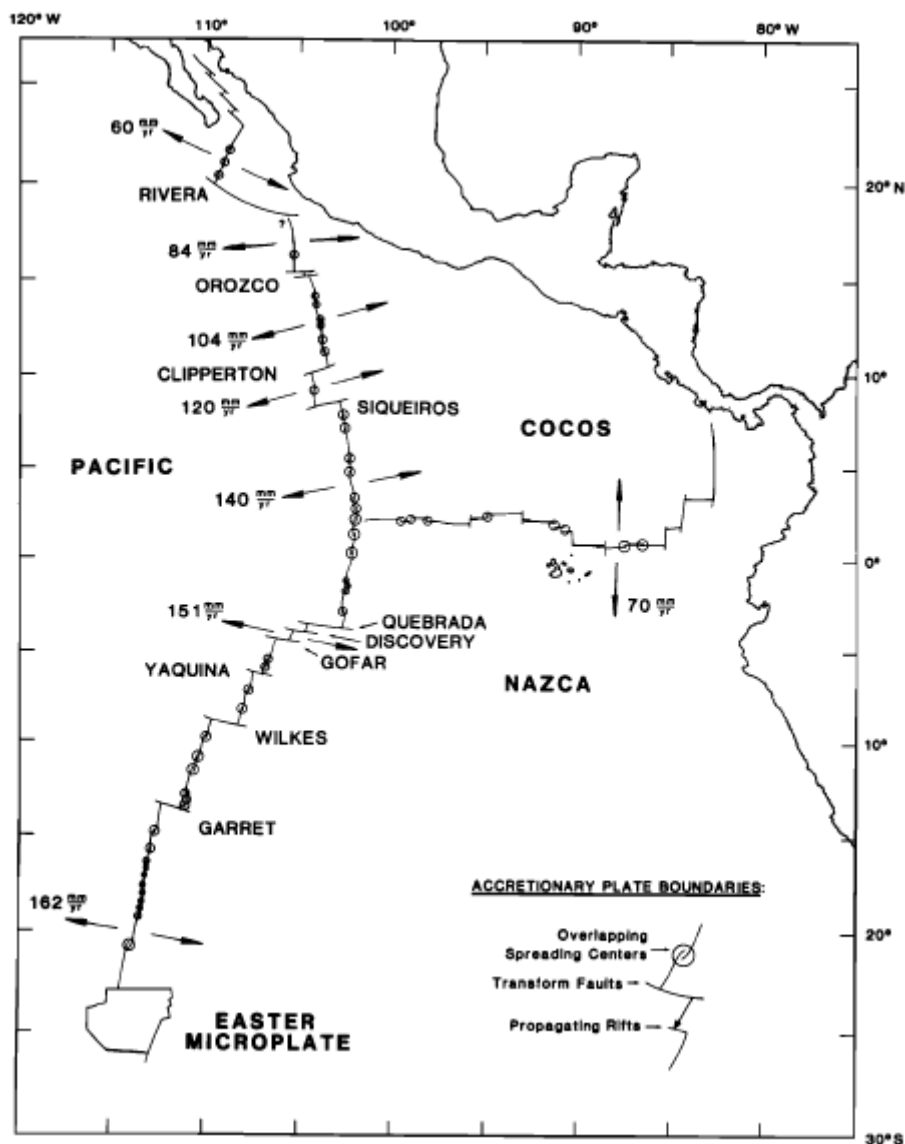 120° W
110°
100°
80° W
60 mm/yr
RIVERA
20° N
?
84 mm/yr
OROZCO
104 mm/yr
CLIPPERTON
10°
120 mm/yr
SIQUEIROS
COCOS
PACIFIC
140 mm/yr
0°
70 mm/yr
151 mm/yr
QUEBRADA
DISCOVERY
GOFAR
YAQUINA
NAZCA
WILKES
10°
GARRET
162 mm/yr
ACCRETIONARY PLATE BOUNDARIES:
Overlapping
Spreading Centers
Transform Faults
Propagating Rifts
20°
EASTER
MICROPLATE
30° S